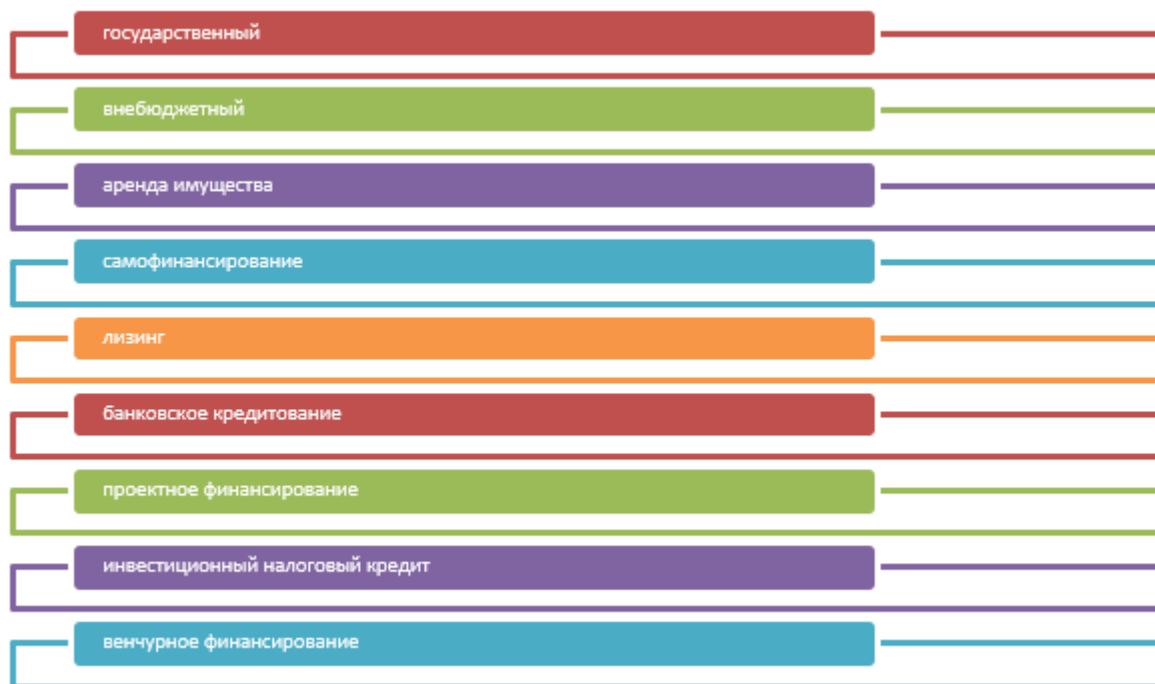 государственный
внебюджетный
аренда имущества
самофинансирование
лизинг
банковское кредитование
проектное финансирование
инвестиционный налоговый кредит
венчурное финансирование